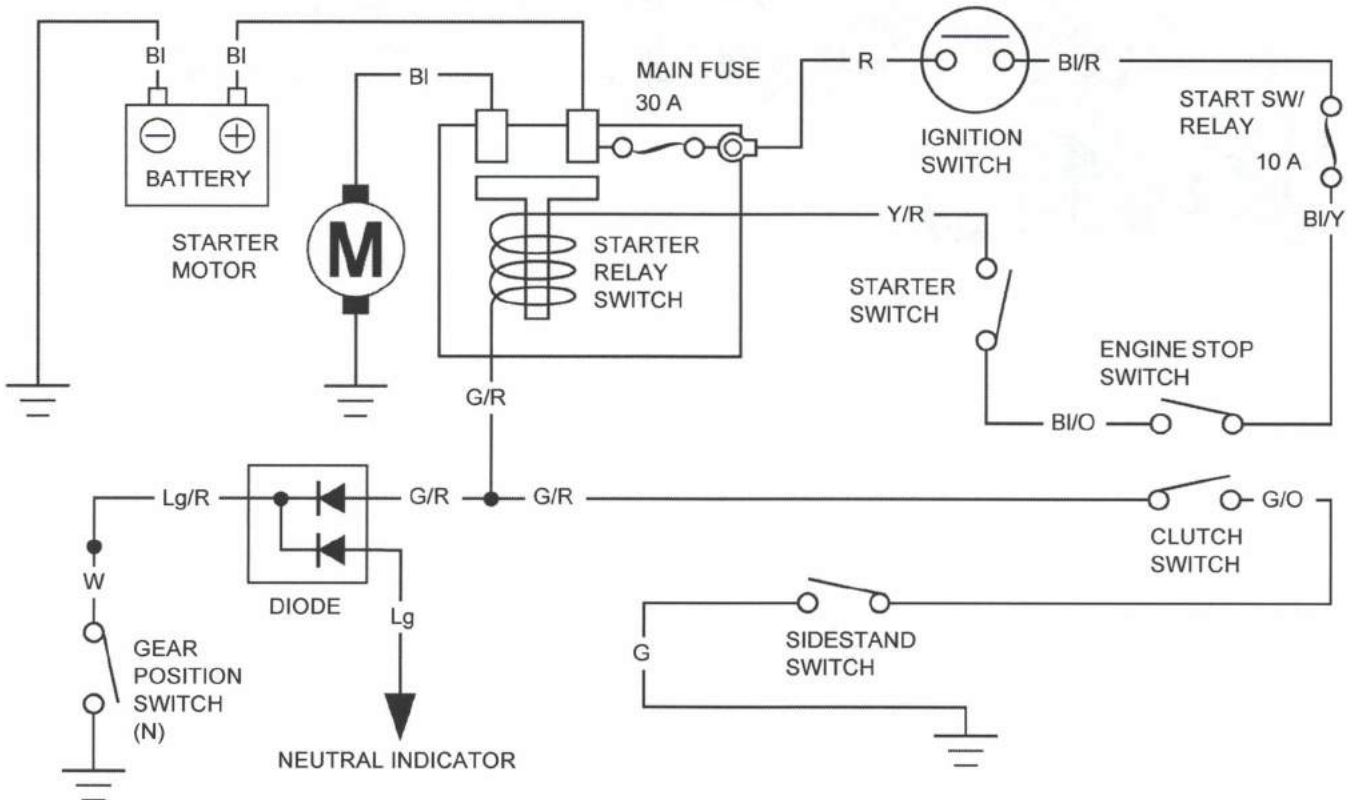 Bl
Bl
Bl
MAIN FUSE
30 A
R
Bl/R
IGNITION
SWITCH
START SW/
RELAY
10 A
Bl/Y
BATTERY
STARTER
MOTOR
M
STARTER
RELAY
SWITCH
Y/R
STARTER
SWITCH
ENGINE STOP
SWITCH
Bl/O
G/R
Lg/R
G/R
G/R
G/O
CLUTCH
SWITCH
W
DIODE
Lg
GEAR
POSITION
SWITCH
(N)
G
SIDESTAND
SWITCH
NEUTRAL INDICATOR